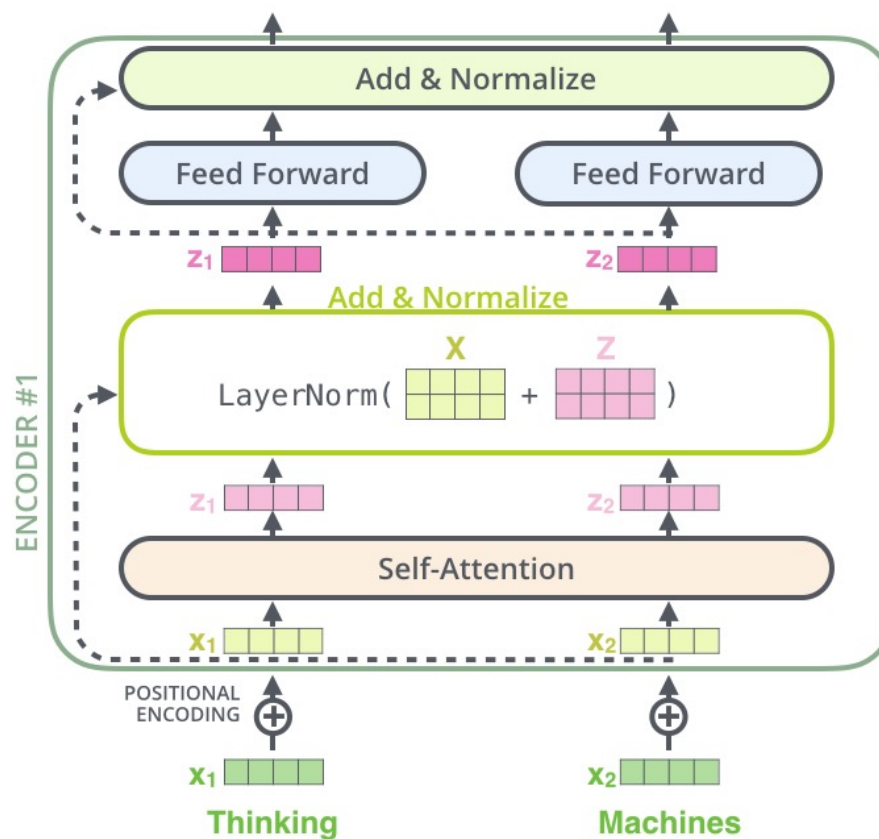 Add & Normalize
Feed Forward
Feed Forward
z1
z2
Add & Normalize
X
Z
LayerNorm( + )
ENCODER #1
z1
z2
Self-Attention
x1
x2
POSITIONAL
ENCODING
x1
x2
Thinking
Machines